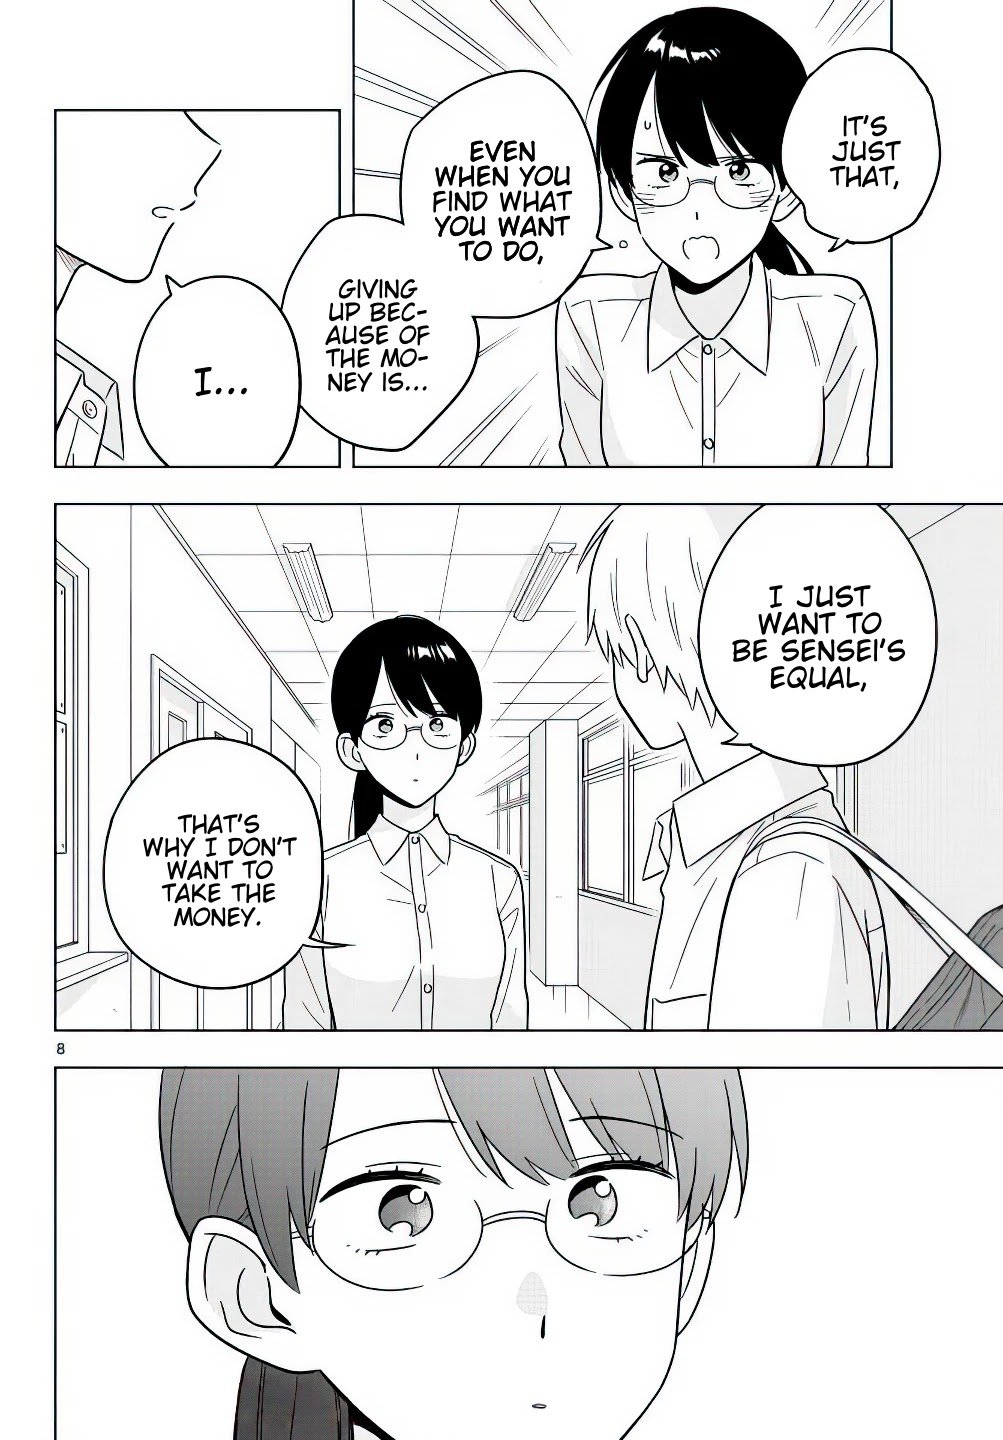 IT'S
JUST
THAT,
EVEN
WHEN YOU
FIND WHAT
YOU WANT
TO DO,
GIVING
UP BEC-
AUSE OF
THE MO-
NEY IS...
I...
I JUST
WANT TO
BE SENSEI'S
EQUAL,
THAT'S
WHY I DON'T
WANT TO
TAKE THE
MONEY.
8